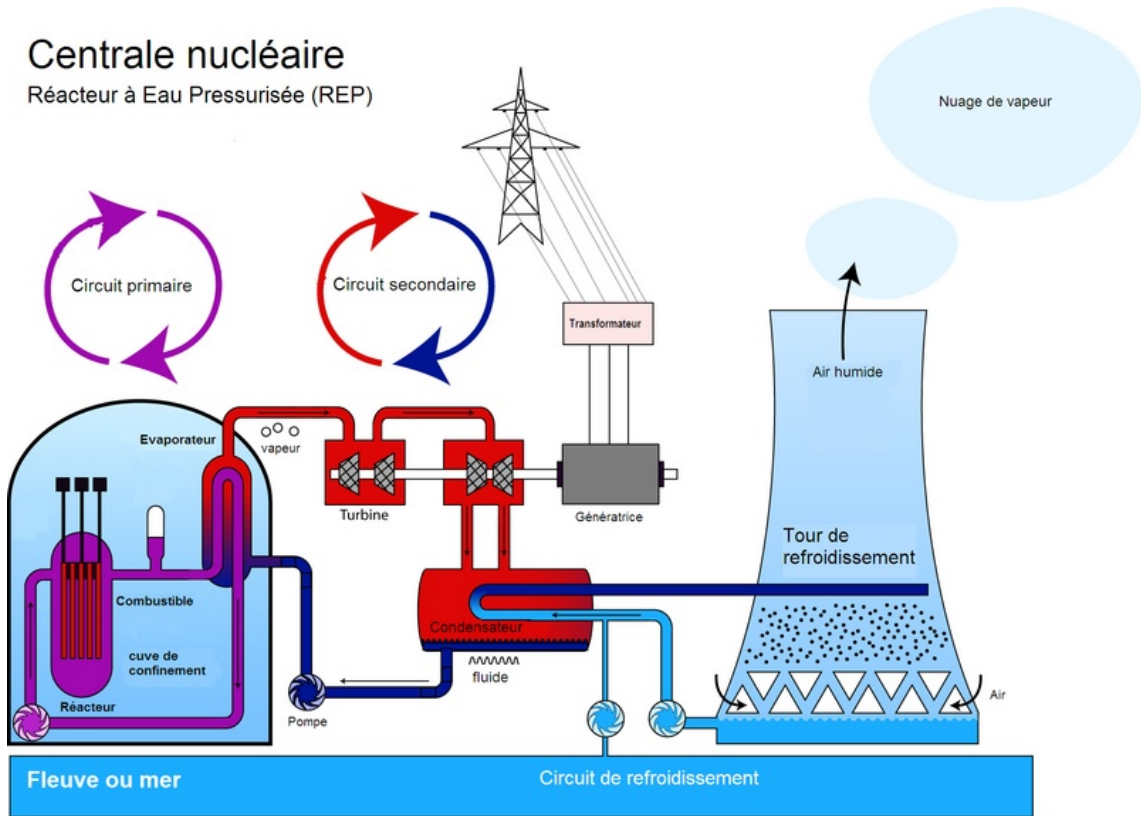 Centrale nucléaire
Réacteur à Eau Pressurisée (REP)
Nuage de vapeur
Circuit primaire
Circuit secondaire
Transformateur
Air humide
Evaporateur
vapeur
Turbine
Génératrice
Tour de
refroidissement
Combustible
Condensateur
cuve de
confinement
fluide
Réacteur
Pompe
Air
Fleuve ou mer
Circuit de refroidissement